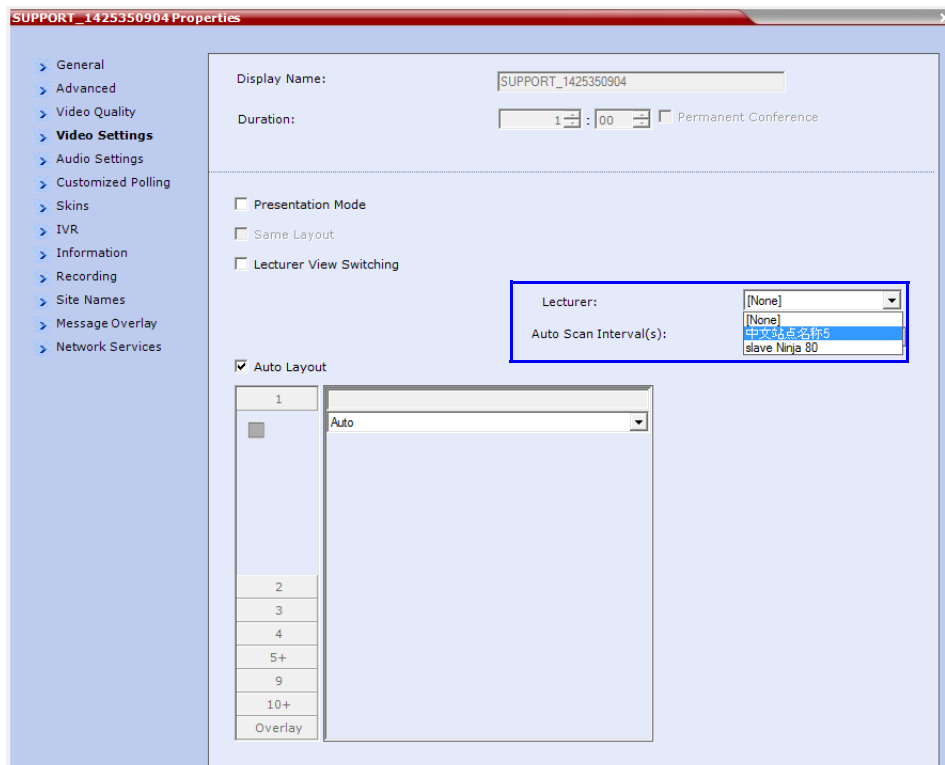 SUPPORT_1425350904 Properties
General
Advanced
Video Quality
Video Settings
Audio Settings
Customized Polling
Skins
IVR
Information
Recording
Site Names
Message Overlay
Network Services
Display Name: SUPPORT_1425350904
Duration: 1 : 00 Permanent Conference
Presentation Mode
Same Layout
Lecturer View Switching
Lecturer: [None]
[None]
Auto Scan Interval(s): 中文站点名称5
slave Ninja 80
Auto Layout
1
Auto
2
3
4
5+
9
10+
Overlay